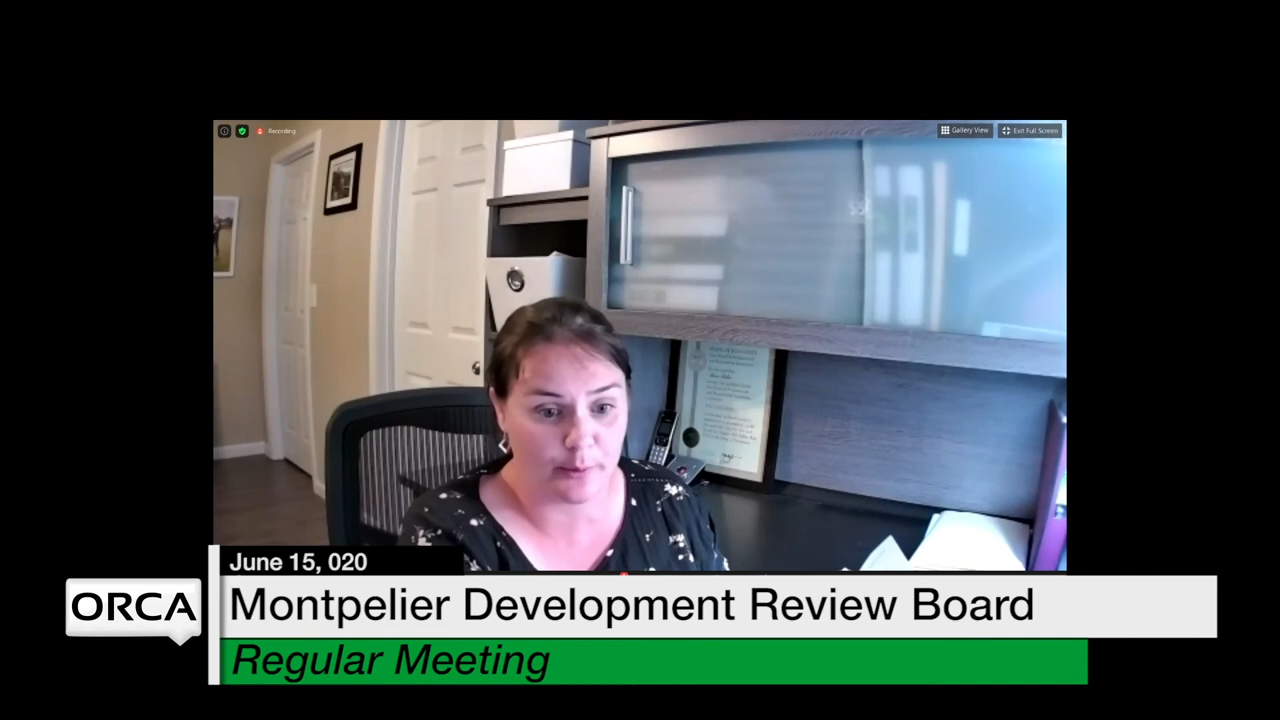 Recording
Gallery View
Exit Full Screen
June 15, 020
ORCA
Montpelier Development Review Board
Regular Meeting